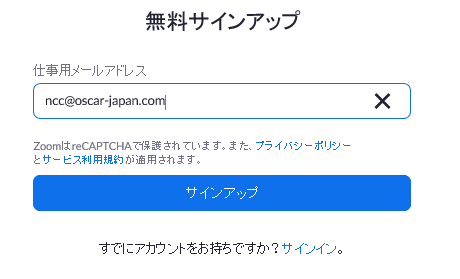 無料サインアップ
仕事用メールアドレス
ncc@oscar-japan.com
ZoomはreCAPTCHAで保護されています。また、プライバシーポリシー
とサービス利用規約が適用されます。
サインアップ
すでにアカウントをお持ちですか？サインイン。